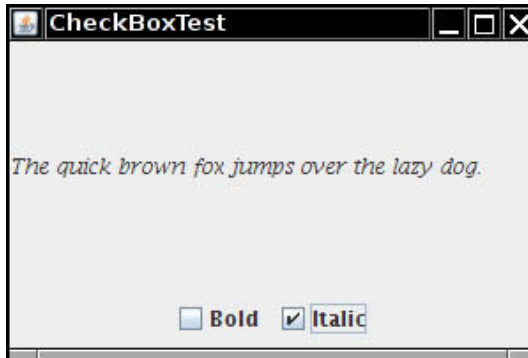 CheckBoxTest
The quick brown fox jumps over the lazy dog.
Bold Italic